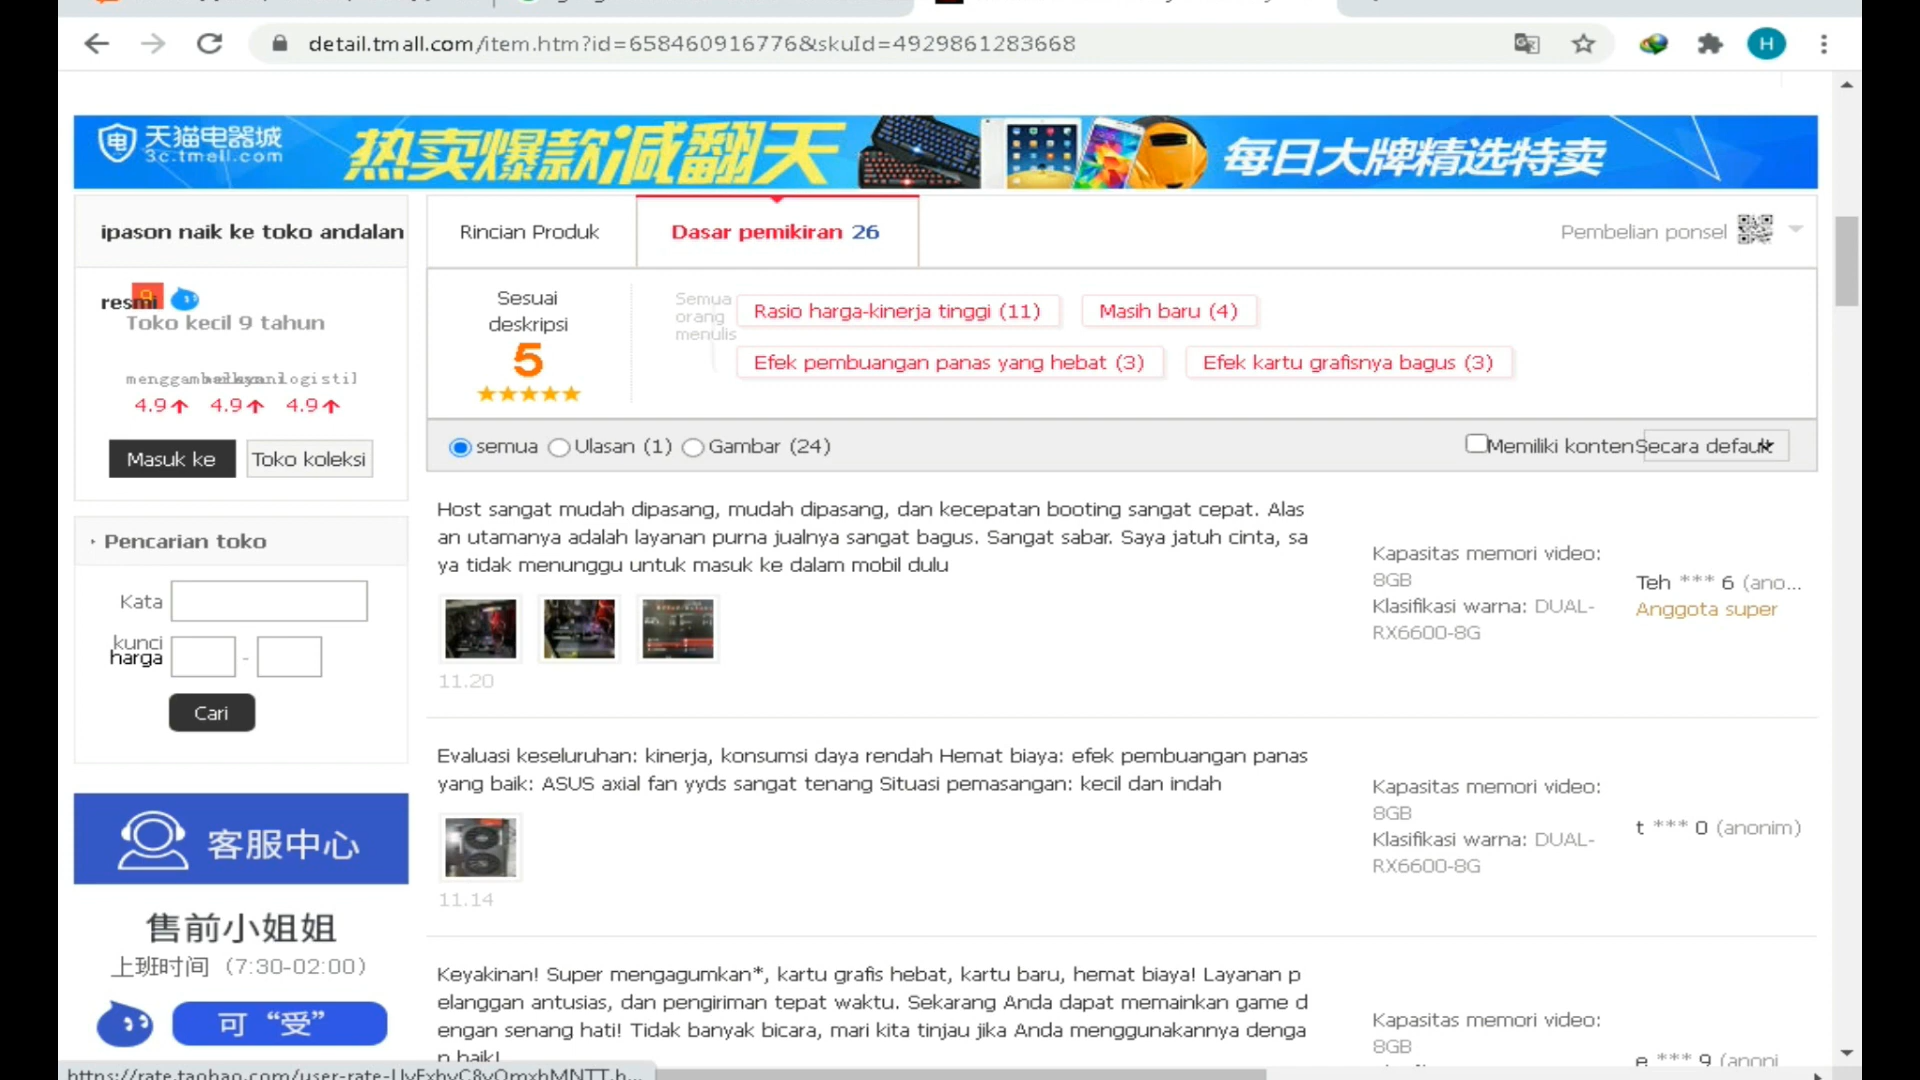 detail.tmall.com/item.htm?id=658460916776&skuId=4929861283668
H
天猫电器城
3c.tmall.com
热卖爆款减翻天
每日大牌精选特卖
ipason naik ke toko andalan
resmi
Toko kecil 9 tahun
4.9 4.9 4.9
Masuk ke
Toko koleksi
Pencarian toko
Kata
kunci
harga
-
Cari
客服中心
售前小姐姐
上班时间 (7:30-02:00)
可 “受”
Rincian Produk
Dasar pemikiran 26
Pembelian ponsel
Sesuai
deskripsi
5
Semua
orang
menulis
Rasio harga-kinerja tinggi (11)
Masih baru (4)
Efek pembuangan panas yang hebat (3)
Efek kartu grafisnya bagus (3)
semua
Ulasan (1)
Gambar (24)
Memiliki konten
Secara default
Host sangat mudah dipasang, mudah dipasang, dan kecepatan booting sangat cepat. Alas
an utamanya adalah layanan purna jualnya sangat bagus. Sangat sabar. Saya jatuh cinta, sa
ya tidak menunggu untuk masuk ke dalam mobil dulu
11.20
Kapasitas memori video:
8GB
Klasifikasi warna: DUAL-
RX6600-8G
Teh *** 6 (ano...
Anggota super
Evaluasi keseluruhan: kinerja, konsumsi daya rendah Hemat biaya: efek pembuangan panas
yang baik: ASUS axial fan yyds sangat tenang Situasi pemasangan: kecil dan indah
11.14
Kapasitas memori video:
8GB
Klasifikasi warna: DUAL-
RX6600-8G
t *** 0 (anonim)
Keyakinan! Super mengagumkan*, kartu grafis hebat, kartu baru, hemat biaya! Layanan p
elanggan antusias, dan pengiriman tepat waktu. Sekarang Anda dapat memainkan game d
engan senang hati! Tidak banyak bicara, mari kita tinjau jika Anda menggunakannya denga
n baik!
Kapasitas memori video:
8GB
e *** 9 (anoni